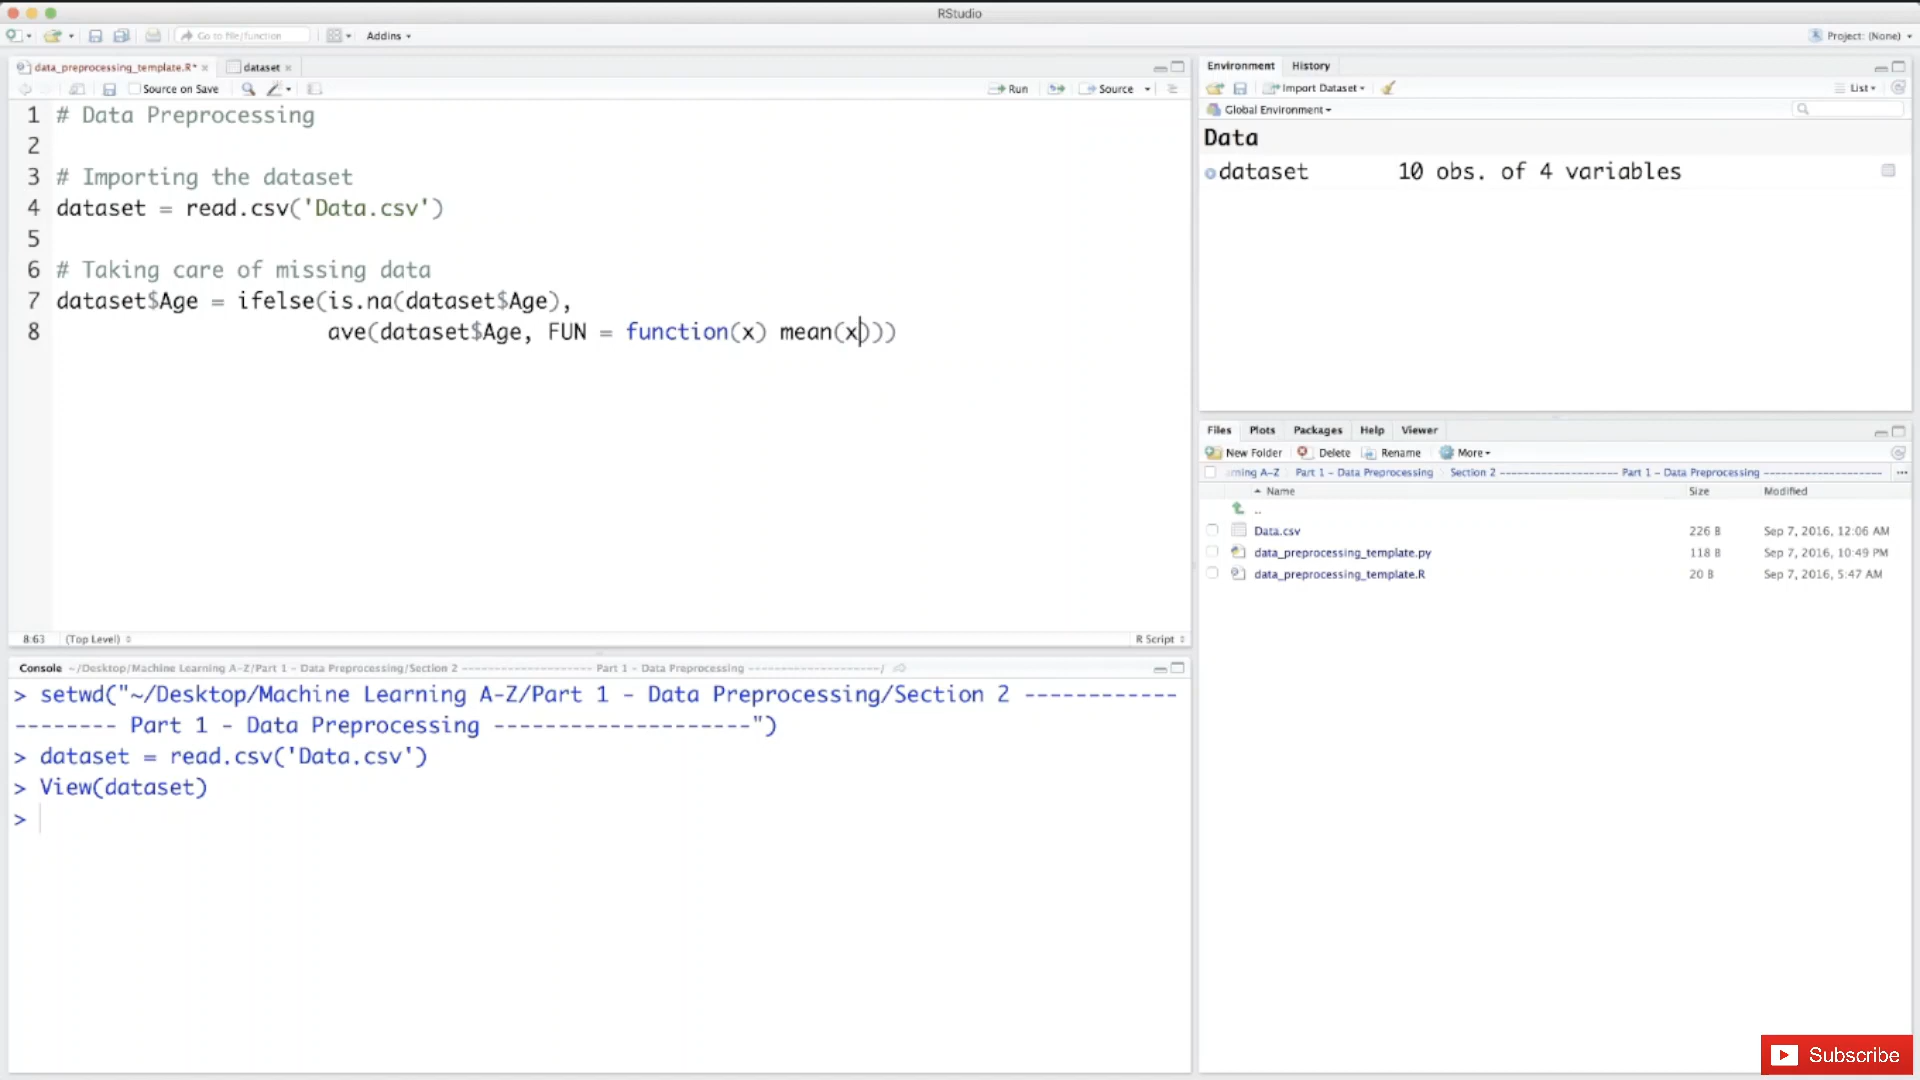 RStudio
Go to file/function
Addins
Project: (None)
data_preprocessing_template.R*
dataset
Source on Save
Run
Source
1 # Data Preprocessing
2
3 # Importing the dataset
4 dataset = read.csv('Data.csv')
5
6 # Taking care of missing data
7 dataset$Age = ifelse(is.na(dataset$Age),
8 ave(dataset$Age, FUN = function(x) mean(x)))
8:63 (Top Level)
R Script
Console ~/Desktop/Machine Learning A-Z/Part 1 - Data Preprocessing/Section 2 -------------------- Part 1 - Data Preprocessing --------------------/
> setwd("~/Desktop/Machine Learning A-Z/Part 1 - Data Preprocessing/Section 2 ------------
-------- Part 1 - Data Preprocessing --------------------")
> dataset = read.csv('Data.csv')
> View(dataset)
>
Environment History
Import Dataset
List
Global Environment
Data
dataset 10 obs. of 4 variables
Files Plots Packages Help Viewer
New Folder Delete Rename More
rning A-Z Part 1 - Data Preprocessing Section 2 -------------------- Part 1 - Data Preprocessing -------------------- ...
Name Size Modified
..
Data.csv 226 B Sep 7, 2016, 12:06 AM
data_preprocessing_template.py 118 B Sep 7, 2016, 10:49 PM
data_preprocessing_template.R 20 B Sep 7, 2016, 5:47 AM
Subscribe